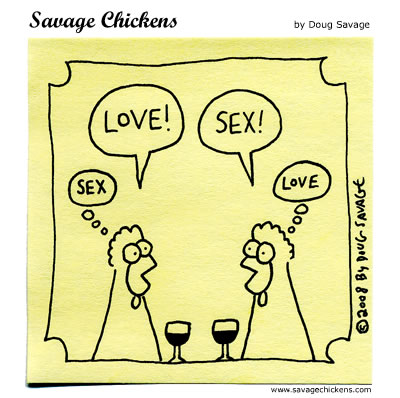 Savage Chickens
by Doug Savage
LOVE!
SEX!
SEX
LOVE
©2008 BY DOUG SAVAGE
www.savagechickens.com